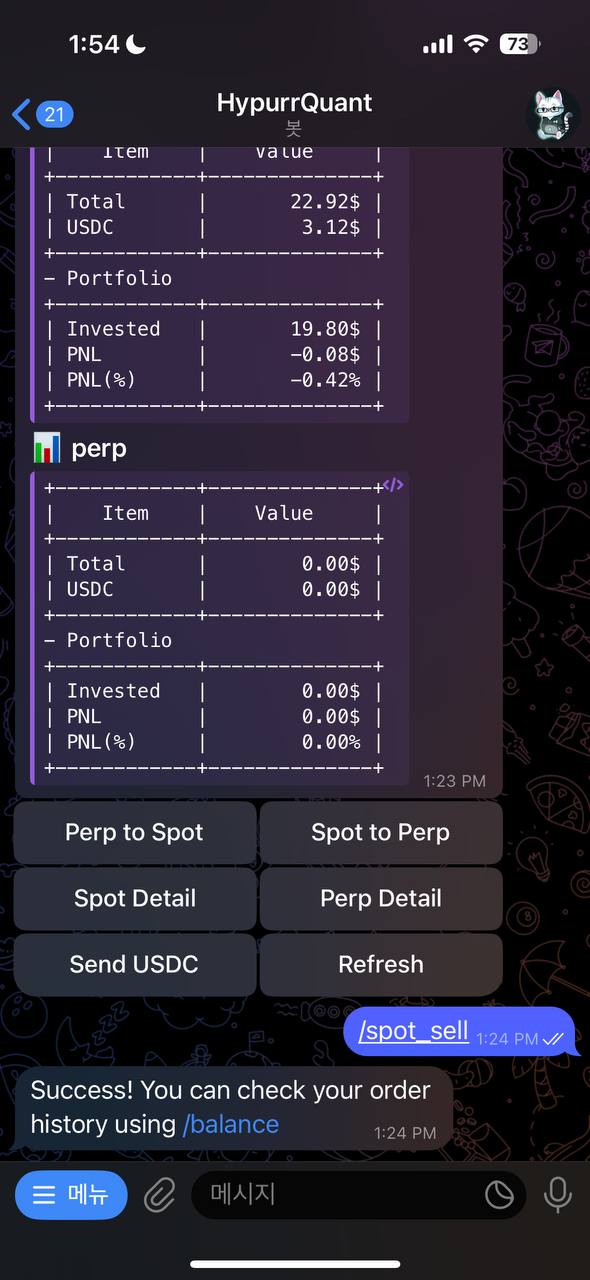 1:54
73
21
HypurrQuant
봇
| Item | Value |
+-----------+-------------+
| Total | 22.92$ |
| USDC | 3.12$ |
+-----------+-------------+
- Portfolio
+-----------+-------------+
| Invested | 19.80$ |
| PNL | -0.08$ |
| PNL(%) | -0.42% |
+-----------+-------------+
📊 perp
+-----------+-------------+
| Item | Value |
+-----------+-------------+
| Total | 0.00$ |
| USDC | 0.00$ |
+-----------+-------------+
- Portfolio
+-----------+-------------+
| Invested | 0.00$ |
| PNL | 0.00$ |
| PNL(%) | 0.00% |
+-----------+-------------+
1:23 PM
Perp to Spot
Spot to Perp
Spot Detail
Perp Detail
Send USDC
Refresh
/spot_sell 1:24 PM
Success! You can check your order
history using /balance
1:24 PM
메뉴
메시지